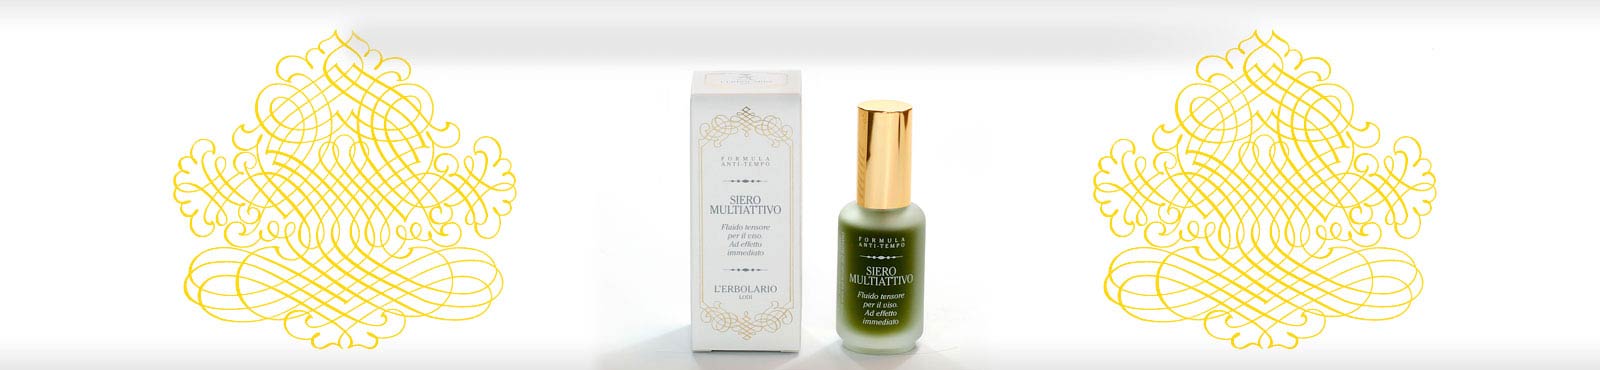 L'ERBOLARIO
FORMULA
ANTI-TEMPO
SIERO
MULTIATTIVO
Fluido tensore
per il viso.
Ad effetto
immediato
L'ERBOLARIO
LODI
FORMULA
ANTI-TEMPO
SIERO
MULTIATTIVO
Fluido tensore
per il viso.
Ad effetto
immediato